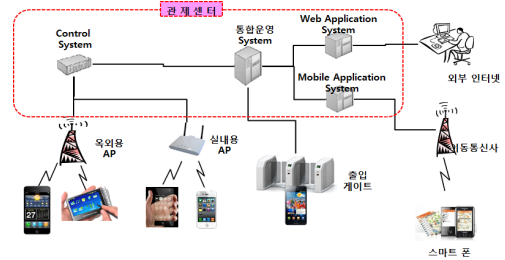 관제센터
Control
System
통합운영
System
Web Application
System
외부 인터넷
Mobile Application
System
옥외용
AP
실내용
AP
이동통신사
출입
게이트
27
스마트 폰